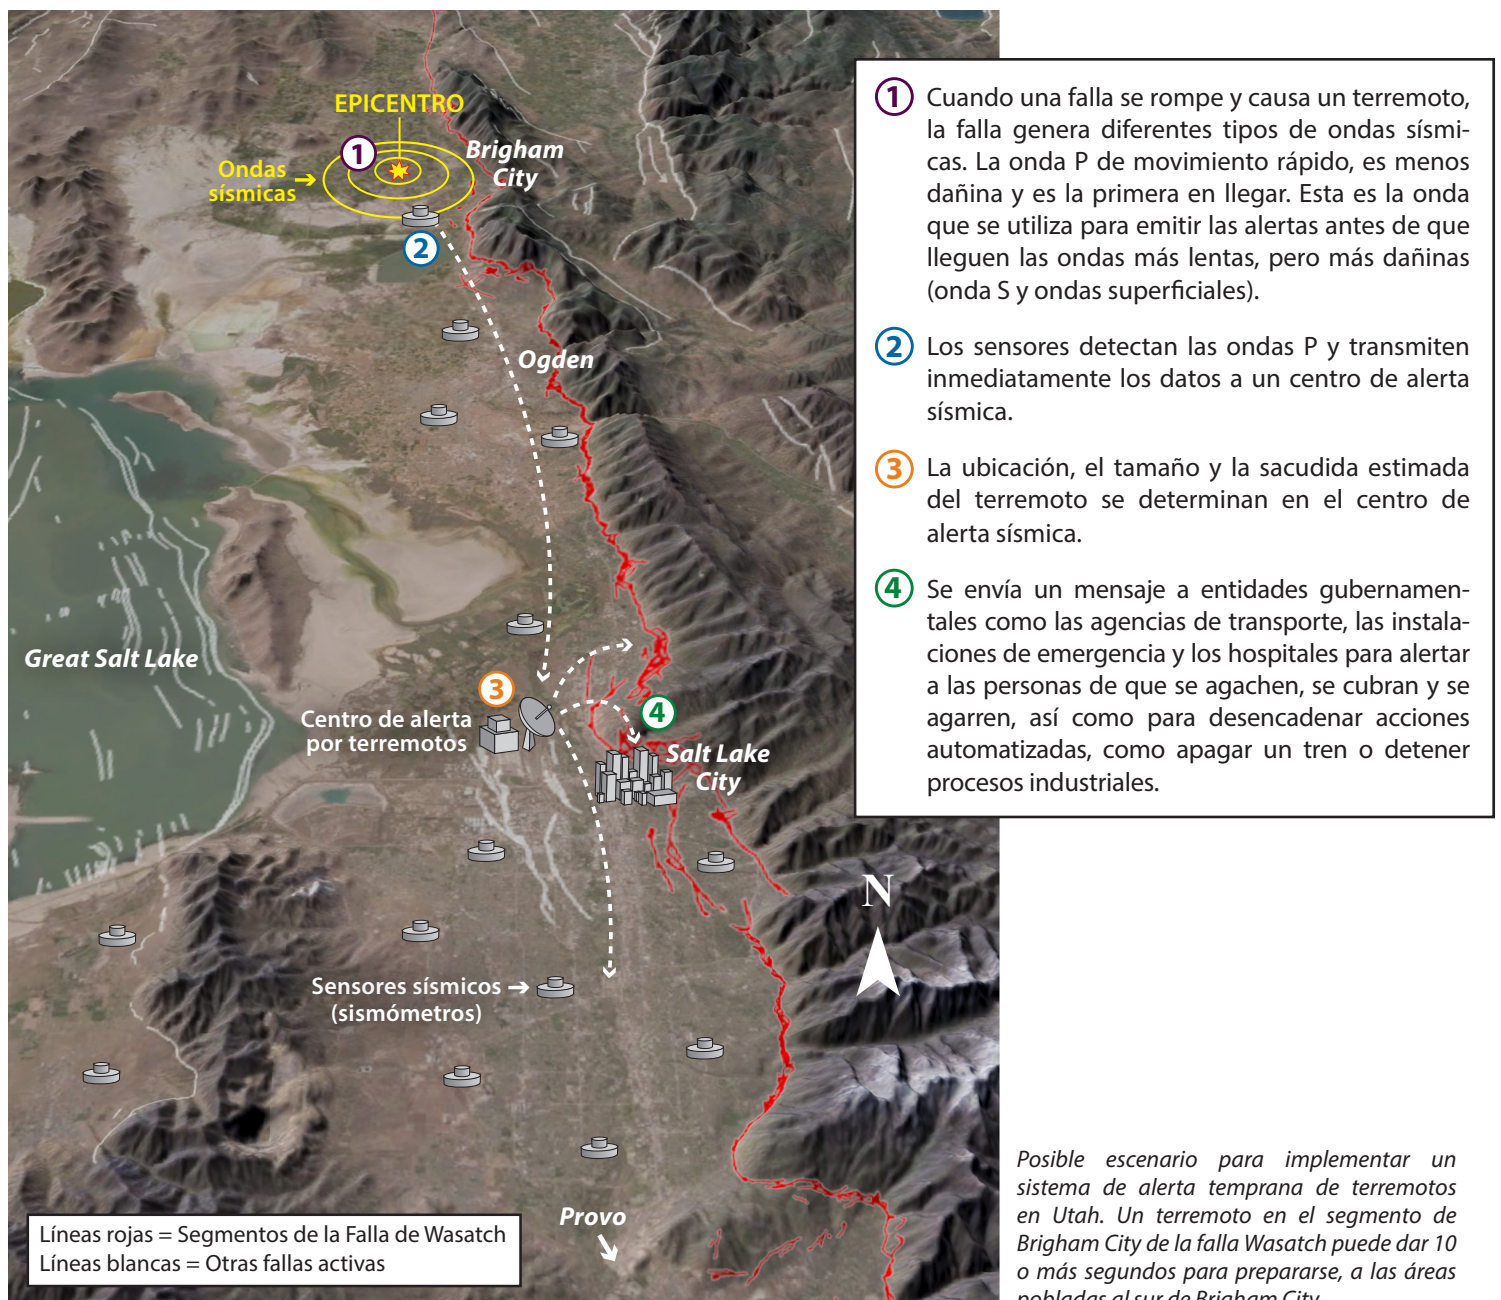 EPICENTRO
1
Ondas
sísmicas
Brigham
City
2
Ogden
Great Salt Lake
3
Centro de alerta
por terremotos
4
Salt Lake
City
N
Sensores sísmicos
(sismómetros)
Provo
Líneas rojas = Segmentos de la Falla de Wasatch
Líneas blancas = Otras fallas activas
1 Cuando una falla se rompe y causa un terremoto,
la falla genera diferentes tipos de ondas sísmi-
cas. La onda P de movimiento rápido, es menos
dañina y es la primera en llegar. Esta es la onda
que se utiliza para emitir las alertas antes de que
lleguen las ondas más lentas, pero más dañinas
(onda S y ondas superficiales).
2 Los sensores detectan las ondas P y transmiten
inmediatamente los datos a un centro de alerta
sísmica.
3 La ubicación, el tamaño y la sacudida estimada
del terremoto se determinan en el centro de
alerta sísmica.
4 Se envía un mensaje a entidades gubernamen-
tales como las agencias de transporte, las instala-
ciones de emergencia y los hospitales para alertar
a las personas de que se agachen, se cubran y se
agarren, así como para desencadenar acciones
automatizadas, como apagar un tren o detener
procesos industriales.
Posible escenario para implementar un
sistema de alerta temprana de terremotos
en Utah. Un terremoto en el segmento de
Brigham City de la falla Wasatch puede dar 10
o más segundos para prepararse, a las áreas
pobladas al sur de Brigham City.